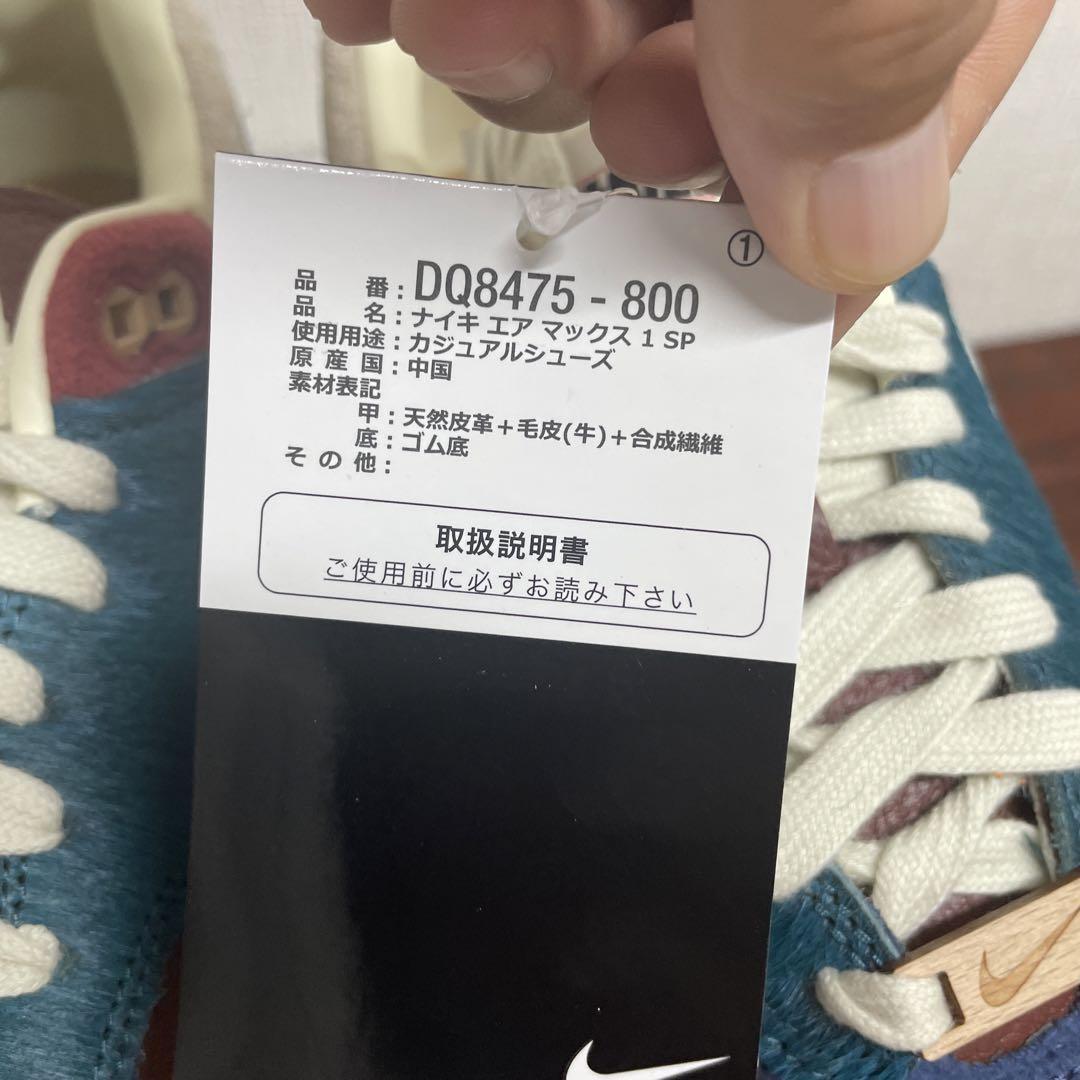 ①
品 番 : DQ8475 - 800
品 名 : ナイキ エア マックス 1 SP
使用用途 : カジュアルシューズ
原 産 国 : 中国
素材表記
甲 : 天然皮革＋毛皮(牛)＋合成繊維
底 : ゴム底
そ の 他 :
取扱説明書
ご使用前に必ずお読み下さい